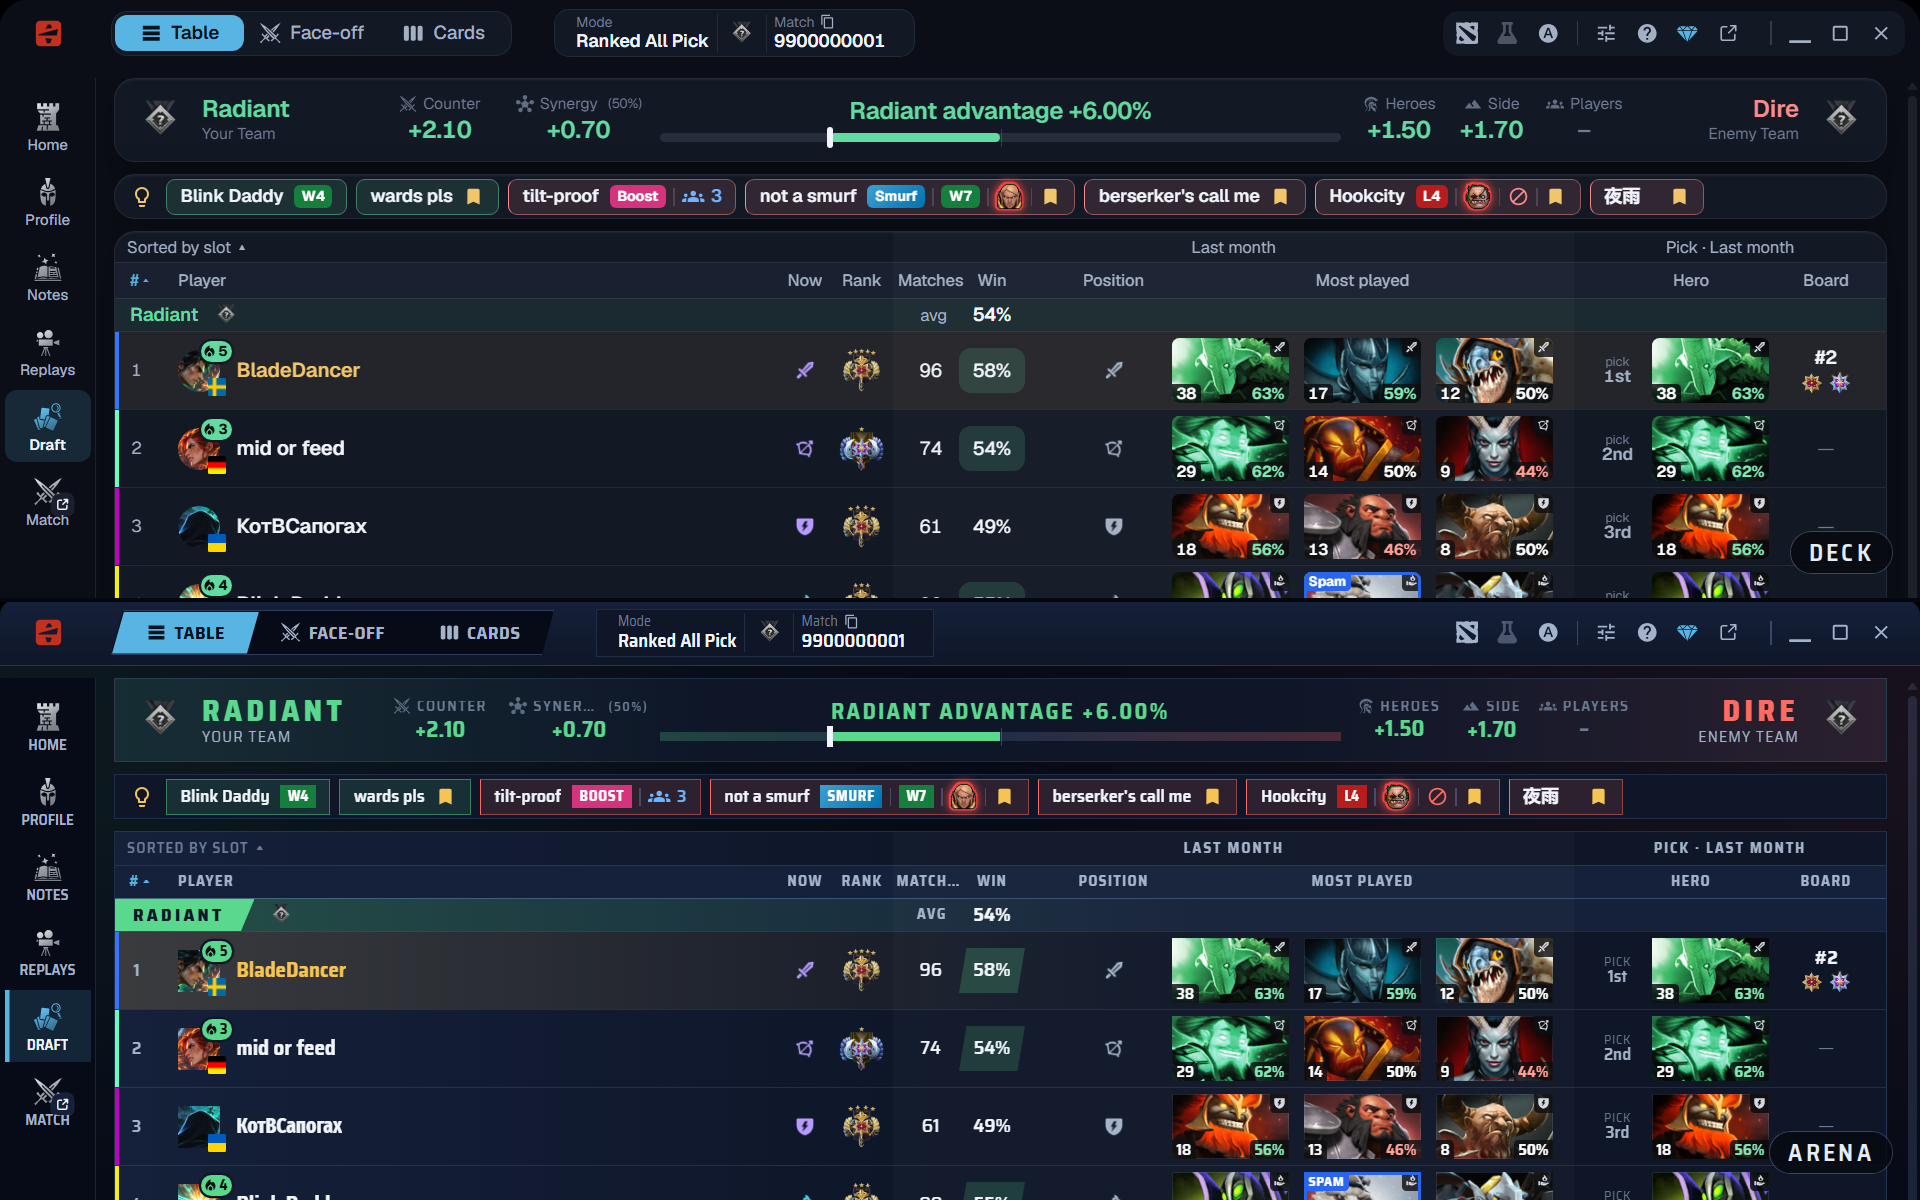 Table Face-off Cards
Mode
Ranked All Pick
Match
9900000001
A
Home
Profile
Notes
Replays
Draft
Match
Radiant
Your Team
Counter
+2.10
Synergy (50%)
+0.70
Radiant advantage +6.00%
Heroes
+1.50
Side
+1.70
Players
–
Dire
Enemy Team
Blink Daddy W4
wards pls
tilt-proof Boost 3
not a smurf Smurf W7
berserker's call me
Hookcity L4
夜雨
Sorted by slot Last month Pick · Last month
# Player Now Rank Matches Win Position Most played Hero Board
Radiant avg 54%
1 5 BladeDancer 96 58% 38 63% 17 59% 12 50% pick 1st 38 63% #2
2 3 mid or feed 74 54% 29 62% 14 50% 9 44% pick 2nd 29 62% —
3 КотВСапогах 61 49% 18 56% 13 46% 8 50% pick 3rd 18 56% —
4 Spam pick
DECK
TABLE FACE-OFF CARDS
Mode
Ranked All Pick
Match
9900000001
A
HOME
PROFILE
NOTES
REPLAYS
DRAFT
MATCH
RADIANT
YOUR TEAM
COUNTER
+2.10
SYNER... (50%)
+0.70
RADIANT ADVANTAGE +6.00%
HEROES
+1.50
SIDE
+1.70
PLAYERS
–
DIRE
ENEMY TEAM
Blink Daddy W4
wards pls
tilt-proof BOOST 3
not a smurf SMURF W7
berserker's call me
Hookcity L4
夜雨
SORTED BY SLOT LAST MONTH PICK · LAST MONTH
# PLAYER NOW RANK MATCH... WIN POSITION MOST PLAYED HERO BOARD
RADIANT AVG 54%
1 5 BladeDancer 96 58% 38 63% 17 59% 12 50% PICK 1st 38 63% #2
2 3 mid or feed 74 54% 29 62% 14 50% 9 44% PICK 2nd 29 62% —
3 КотВСапогах 61 49% 18 56% 13 46% 8 50% PICK 3rd 18 56% —
4 SPAM PICK
ARENA